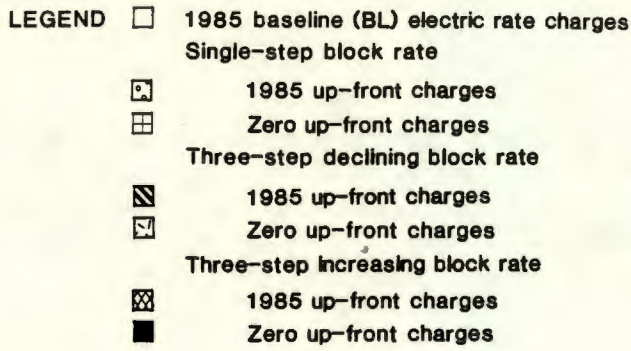 LEGEND 1985 baseline (BL) electric rate charges
Single-step block rate
1985 up-front charges
Zero up-front charges
Three-step declining block rate
1985 up-front charges
Zero up-front charges
Three-step increasing block rate
1985 up-front charges
Zero up-front charges